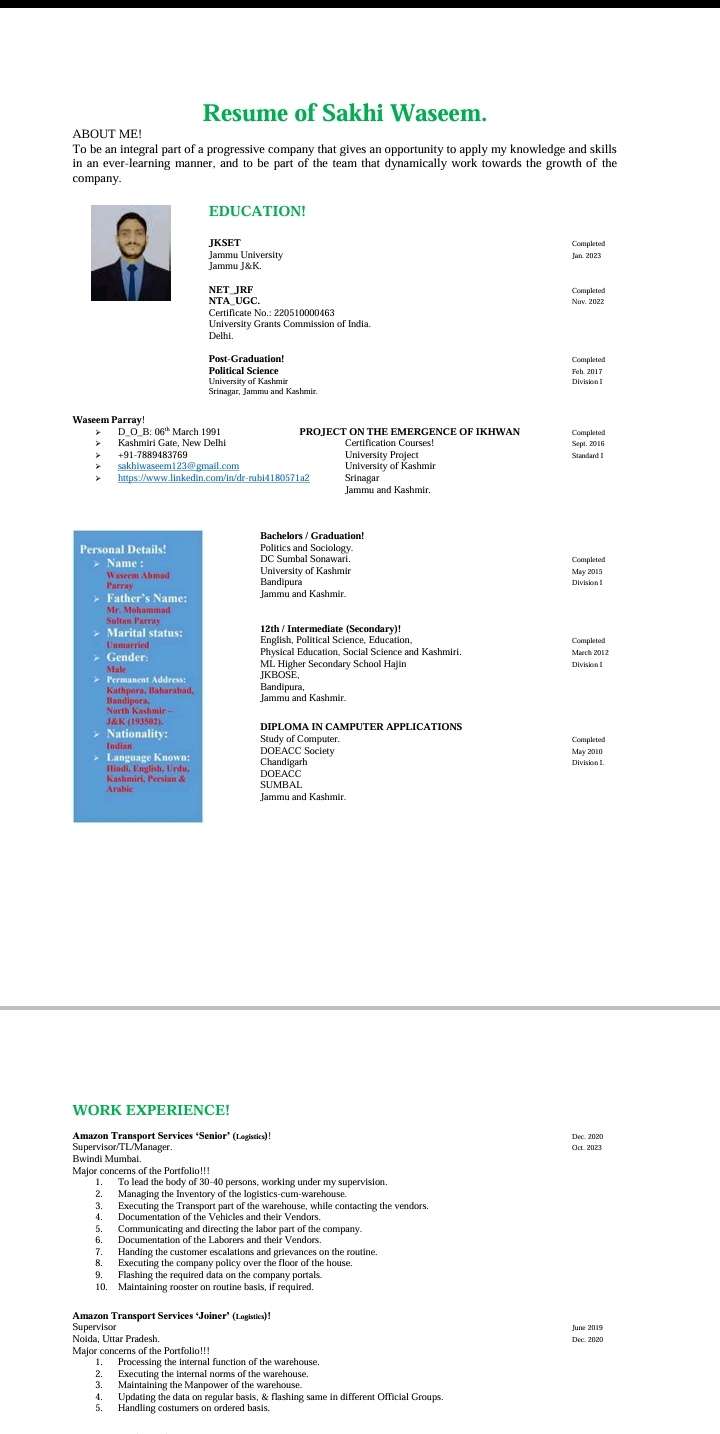 Resume of Sakhi Waseem.
ABOUT ME!
To be an integral part of a progressive company that gives an opportunity to apply my knowledge and skills
in an ever-learning manner, and to be part of the team that dynamically work towards the growth of the
company.
EDUCATION!
JKSET Completed
Jammu University Jan. 2023
Jammu J&K.
NET_JRF Completed
NTA_UGC. Nov. 2022
Certificate No.: 220510000463
University Grants Commission of India.
Delhi.
Post-Graduation! Completed
Political Science Feb. 2017
University of Kashmir Division I
Srinagar, Jammu and Kashmir.
Waseem Parray!
➢ D_O_B: 06th March 1991 PROJECT ON THE EMERGENCE OF IKHWAN Completed
➢ Kashmiri Gate, New Delhi Certification Courses! Sept. 2016
➢ +91-7889483769 University Project Standard I
➢ sakhiwaseem123@gmail.com University of Kashmir
➢ https://www.linkedin.com/in/dr-rubi4180571a2 Srinagar
Jammu and Kashmir.
Personal Details!
➢ Name :
Waseem Ahmad
Parray
➢ Father's Name:
Mr. Mohammad
Sultan Parray
➢ Marital status:
Unmarried
➢ Gender:
Male
➢ Permanent Address:
Kathpora, Baharabad,
Bandipora,
North Kashmir –
J&K (193502).
➢ Nationality:
Indian
➢ Language Known:
Hindi, English, Urdu,
Kashmiri, Persian &
Arabic
Bachelors / Graduation!
Politics and Sociology.
DC Sumbal Sonawari. Completed
University of Kashmir May 2015
Bandipura Division I
Jammu and Kashmir.
12th / Intermediate (Secondary)!
English, Political Science, Education, Completed
Physical Education, Social Science and Kashmiri. March 2012
ML Higher Secondary School Hajin Division I
JKBOSE,
Bandipura,
Jammu and Kashmir.
DIPLOMA IN CAMPUTER APPLICATIONS
Study of Computer. Completed
DOEACC Society May 2010
Chandigarh Division I.
DOEACC
SUMBAL
Jammu and Kashmir.
WORK EXPERIENCE!
Amazon Transport Services ‘Senior’ (Logistics)! Dec. 2020
Supervisor/TL/Manager. Oct. 2023
Bwindi Mumbai.
Major concerns of the Portfolio!!!
1. To lead the body of 30-40 persons, working under my supervision.
2. Managing the Inventory of the logistics-cum-warehouse.
3. Executing the Transport part of the warehouse, while contacting the vendors.
4. Documentation of the Vehicles and their Vendors.
5. Communicating and directing the labor part of the company.
6. Documentation of the Laborers and their Vendors.
7. Handing the customer escalations and grievances on the routine.
8. Executing the company policy over the floor of the house.
9. Flashing the required data on the company portals.
10. Maintaining rooster on routine basis, if required.
Amazon Transport Services ‘Joiner’ (Logistics)!
Supervisor June 2019
Noida, Uttar Pradesh. Dec. 2020
Major concerns of the Portfolio!!!
1. Processing the internal function of the warehouse.
2. Executing the internal norms of the warehouse.
3. Maintaining the Manpower of the warehouse.
4. Updating the data on regular basis, & flashing same in different Official Groups.
5. Handling costumers on ordered basis.